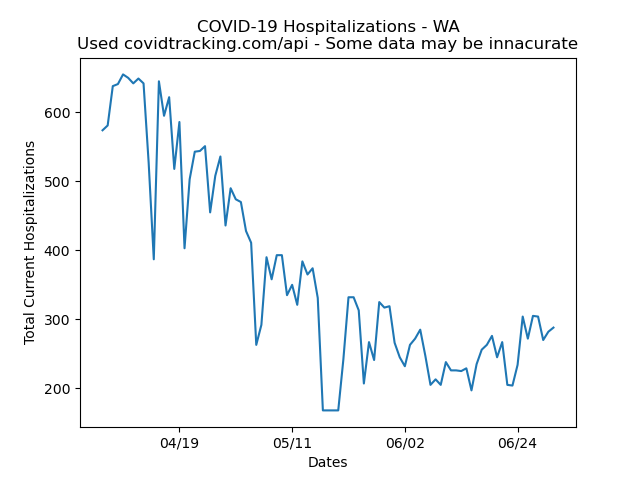 COVID-19 Hospitalizations - WA
Used covidtracking.com/api - Some data may be innacurate
Total Current Hospitalizations
600
500
400
300
200
04/19 05/11 06/02 06/24
Dates